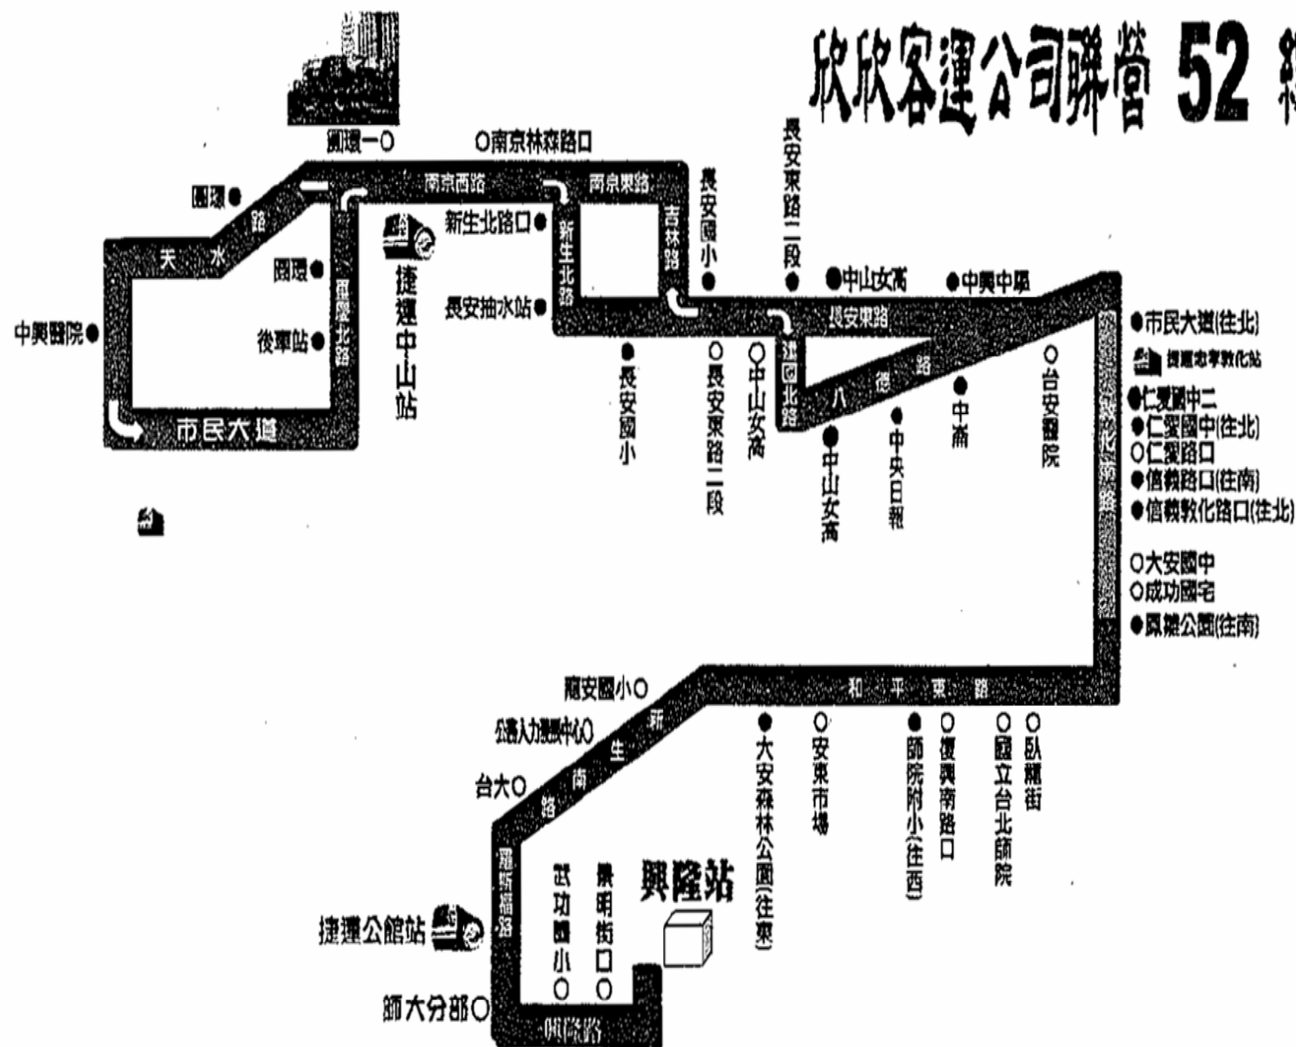 欣欣客運公司聯營 52
圓環一
南京林森路口
圓環
南京西路
南京東路
天水路
新生北路口
新生北路
吉林路
長安國小
長安東路二段
中山女高
中興中學
圓環
捷運中山站
長安抽水站
長安東路
中興醫院
後車站
重慶北路
市民大道
長安國小
長安東路二段
中山女高
建國北路
八德路
中山女高
中央日報
中崙
台安醫院
敦化南路
市民大道(往北)
捷運忠孝敦化站
仁愛國中二
仁愛國中(往北)
仁愛路口
信義路口(往南)
信義敦化路口(往北)
大安國中
成功國宅
鳳雛公園(往南)
和平東路
龍安國小
公務人力發展中心
新生南路
台大
大安森林公園(往東)
安東市場
師院附小(往西)
復興南路口
國立台北師院
臥龍街
羅斯福路
捷運公館站
師大分部
武功國小
景明街口
興隆站
興隆路